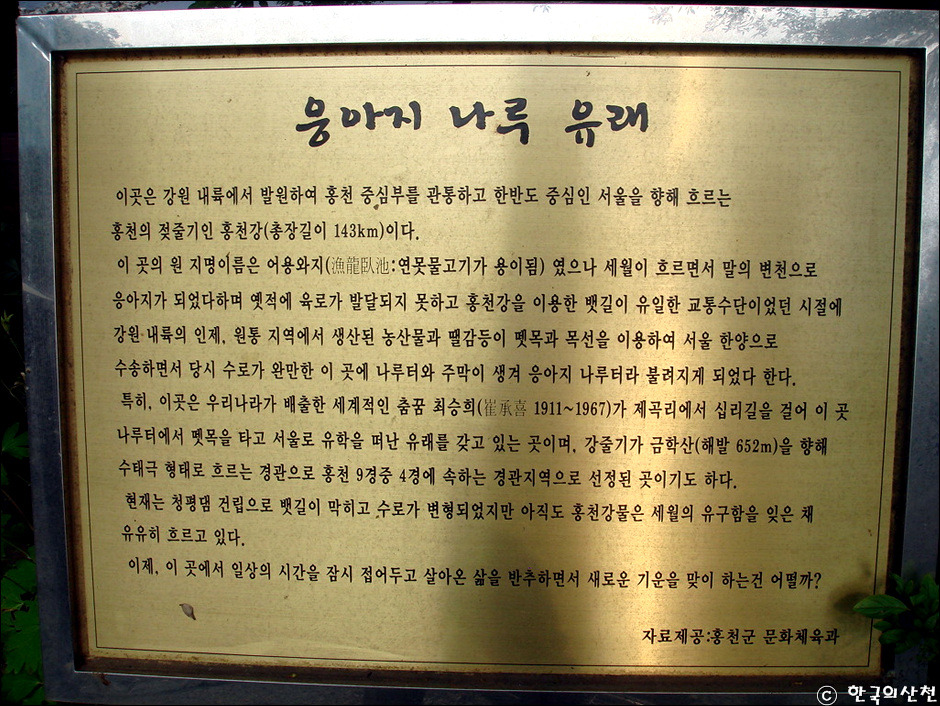 웅아지 나루 유래
이곳은 강원 내륙에서 발원하여 홍천 중심부를 관통하고 한반도 중심인 서울을 향해 흐르는
홍천의 젖줄기인 홍천강(총장길이 143km)이다.
이 곳의 원 지명이름은 어용와지(漁龍臥池:연못물고기가 용이됨) 였으나 세월이 흐르면서 말의 변천으로
웅아지가 되었다하며 옛적에 육로가 발달되지 못하고 홍천강을 이용한 뱃길이 유일한 교통수단이었던 시절에
강원 내륙의 인제, 원통 지역에서 생산된 농산물과 땔감등이 뗏목과 목선을 이용하여 서울 한양으로
수송하면서 당시 수로가 완만한 이 곳에 나루터와 주막이 생겨 웅아지 나루터라 불려지게 되었다 한다.
특히, 이곳은 우리나라가 배출한 세계적인 춤꾼 최승희(崔承喜 1911~1967)가 제곡리에서 십리길을 걸어 이 곳
나루터에서 뗏목을 타고 서울로 유학을 떠난 유래를 갖고 있는 곳이며, 강줄기가 금학산(해발 652m)을 향해
수태극 형태로 흐르는 경관으로 홍천 9경중 4경에 속하는 경관지역으로 선정된 곳이기도 하다.
현재는 청평댐 건립으로 뱃길이 막히고 수로가 변형되었지만 아직도 홍천강물은 세월의 유구함을 잊은 채
유유히 흐르고 있다.
이제, 이 곳에서 일상의 시간을 잠시 접어두고 살아온 삶을 반추하면서 새로운 기운을 맞이 하는건 어떨까?
자료제공:홍천군 문화체육과
© 한국의산천